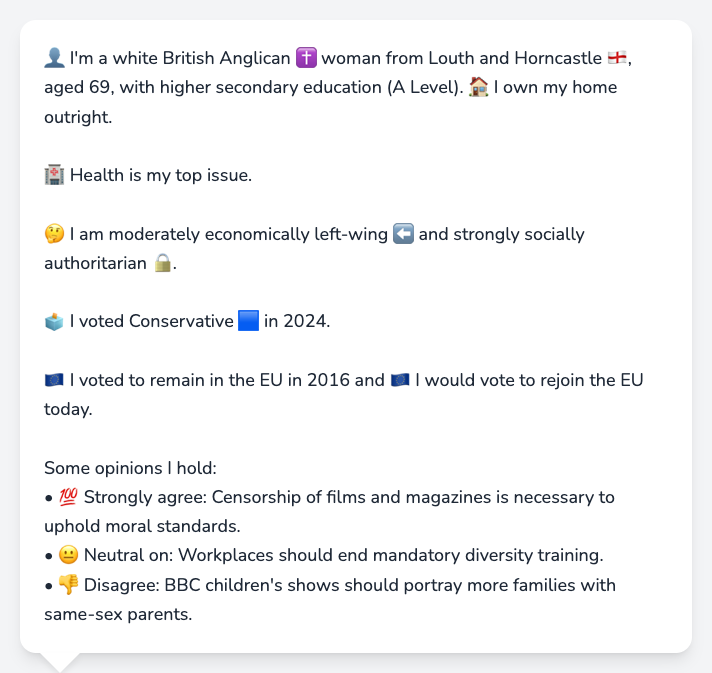 👤 I'm a white British Anglican ✝️ woman from Louth and Horncastle 🏴󠁧󠁢󠁥󠁮󠁧󠁿,
aged 69, with higher secondary education (A Level). 🏠 I own my home
outright.
🏥 Health is my top issue.
🤔 I am moderately economically left-wing ⬅️ and strongly socially
authoritarian 🔒.
🗳️ I voted Conservative 🟦 in 2024.
🇪🇺 I voted to remain in the EU in 2016 and 🇪🇺 I would vote to rejoin the EU
today.
Some opinions I hold:
• 💯 Strongly agree: Censorship of films and magazines is necessary to
uphold moral standards.
• 😐 Neutral on: Workplaces should end mandatory diversity training.
• 👎 Disagree: BBC children's shows should portray more families with
same-sex parents.